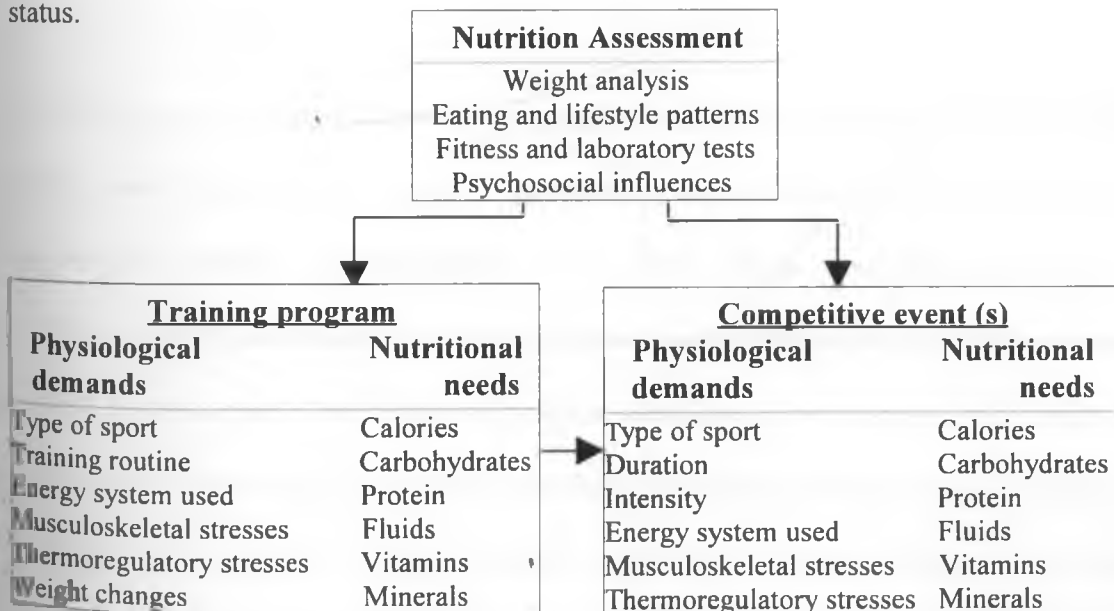 status.
Nutrition Assessment
Weight analysis
Eating and lifestyle patterns
Fitness and laboratory tests
Psychosocial influences
Training program
Physiological Nutritional
demands needs
Type of sport Calories
Training routine Carbohydrates
Energy system used Protein
Musculoskeletal stresses Fluids
Thermoregulatory stresses Vitamins
Weight changes Minerals
Competitive event (s)
Physiological Nutritional
demands needs
Type of sport Calories
Duration Carbohydrates
Intensity Protein
Energy system used Fluids
Musculoskeletal stresses Vitamins
Thermoregulatory stresses Minerals